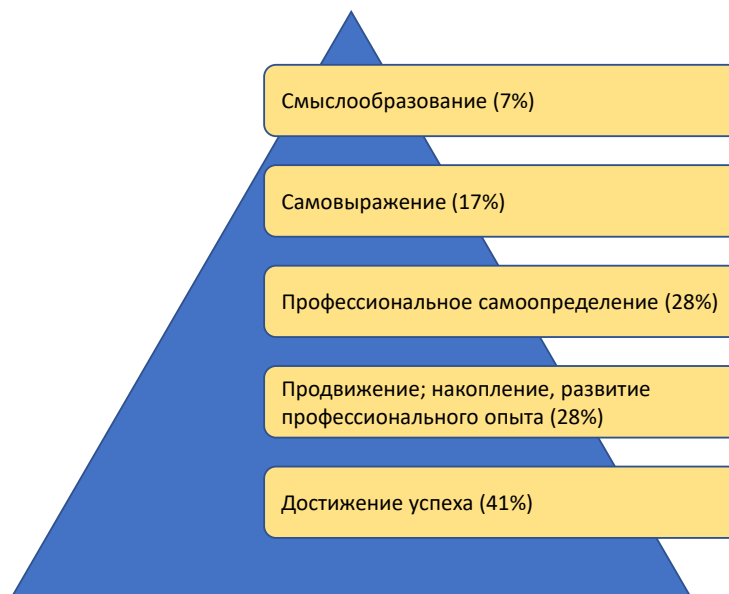 Смыслообразование (7%)
Самовыражение (17%)
Профессиональное самоопределение (28%)
Продвижение; накопление, развитие
профессионального опыта (28%)
Достижение успеха (41%)